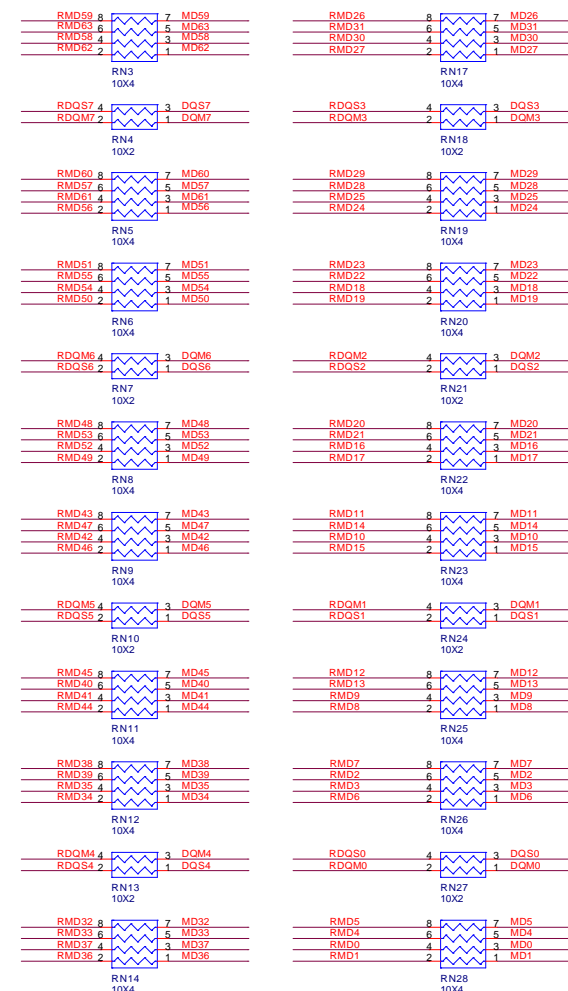 RMD59 8 7 MD59
RMD63 6 5 MD63
RMD58 4 3 MD58
RMD62 2 1 MD62
RN3
10X4
RDQS7 4 3 DQS7
RDQM7 2 1 DQM7
RN4
10X2
RMD60 8 7 MD60
RMD57 6 5 MD57
RMD61 4 3 MD61
RMD56 2 1 MD56
RN5
10X4
RMD51 8 7 MD51
RMD55 6 5 MD55
RMD54 4 3 MD54
RMD50 2 1 MD50
RN6
10X4
RDQM6 4 3 DQM6
RDQS6 2 1 DQS6
RN7
10X2
RMD48 8 7 MD48
RMD53 6 5 MD53
RMD52 4 3 MD52
RMD49 2 1 MD49
RN8
10X4
RMD43 8 7 MD43
RMD47 6 5 MD47
RMD42 4 3 MD42
RMD46 2 1 MD46
RN9
10X4
RDQM5 4 3 DQM5
RDQS5 2 1 DQS5
RN10
10X2
RMD45 8 7 MD45
RMD40 6 5 MD40
RMD41 4 3 MD41
RMD44 2 1 MD44
RN11
10X4
RMD38 8 7 MD38
RMD39 6 5 MD39
RMD35 4 3 MD35
RMD34 2 1 MD34
RN12
10X4
RDQM4 4 3 DQM4
RDQS4 2 1 DQS4
RN13
10X2
RMD32 8 7 MD32
RMD33 6 5 MD33
RMD37 4 3 MD37
RMD36 2 1 MD36
RN14
10X4
RMD26 8 7 MD26
RMD31 6 5 MD31
RMD30 4 3 MD30
RMD27 2 1 MD27
RN17
10X4
RDQS3 4 3 DQS3
RDQM3 2 1 DQM3
RN18
10X2
RMD29 8 7 MD29
RMD28 6 5 MD28
RMD25 4 3 MD25
RMD24 2 1 MD24
RN19
10X4
RMD23 8 7 MD23
RMD22 6 5 MD22
RMD18 4 3 MD18
RMD19 2 1 MD19
RN20
10X4
RDQM2 4 3 DQM2
RDQS2 2 1 DQS2
RN21
10X2
RMD20 8 7 MD20
RMD21 6 5 MD21
RMD16 4 3 MD16
RMD17 2 1 MD17
RN22
10X4
RMD11 8 7 MD11
RMD14 6 5 MD14
RMD10 4 3 MD10
RMD15 2 1 MD15
RN23
10X4
RDQM1 4 3 DQM1
RDQS1 2 1 DQS1
RN24
10X2
RMD12 8 7 MD12
RMD13 6 5 MD13
RMD9 4 3 MD9
RMD8 2 1 MD8
RN25
10X4
RMD7 8 7 MD7
RMD2 6 5 MD2
RMD3 4 3 MD3
RMD6 2 1 MD6
RN26
10X4
RDQS0 4 3 DQS0
RDQM0 2 1 DQM0
RN27
10X2
RMD5 8 7 MD5
RMD4 6 5 MD4
RMD0 4 3 MD0
RMD1 2 1 MD1
RN28
10X4